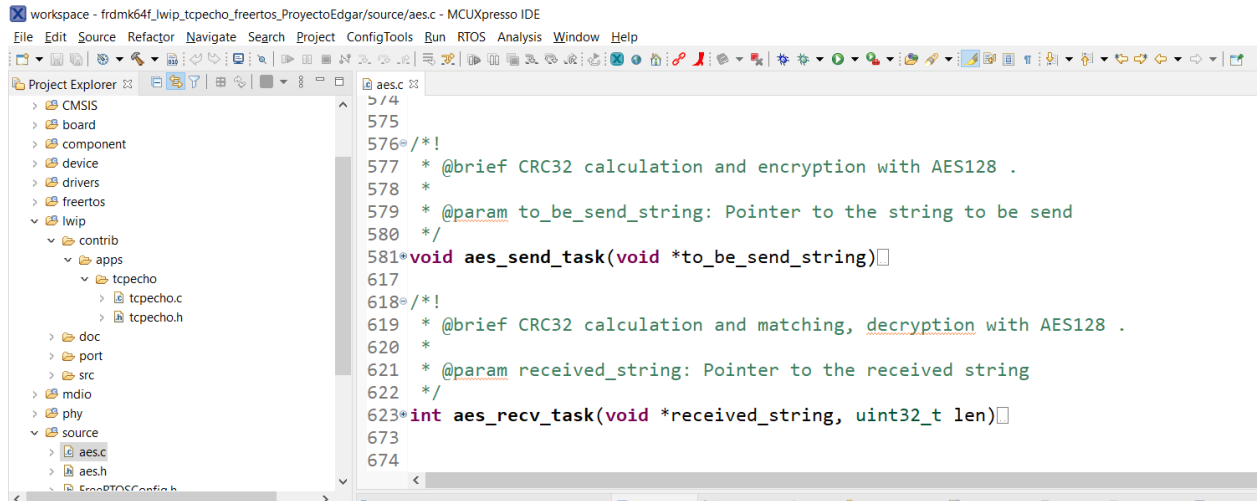 workspace - frdmk64f_lwip_tcpecho_freertos_ProyectoEdgar/source/aes.c - MCUXpresso IDE
File Edit Source Refactor Navigate Search Project ConfigTools Run RTOS Analysis Window Help
Project Explorer
CMSIS
board
component
device
drivers
freertos
lwip
contrib
apps
tcpecho
tcpecho.c
tcpecho.h
doc
port
src
mdio
phy
source
aes.c
aes.h
FreeRTOSConfig.h
aes.c
574
575
576 /*!
577 * @brief CRC32 calculation and encryption with AES128 .
578 *
579 * @param to_be_send_string: Pointer to the string to be send
580 */
581 void aes_send_task(void *to_be_send_string)
617
618 /*!
619 * @brief CRC32 calculation and matching, decryption with AES128 .
620 *
621 * @param received_string: Pointer to the received string
622 */
623 int aes_recv_task(void *received_string, uint32_t len)
673
674